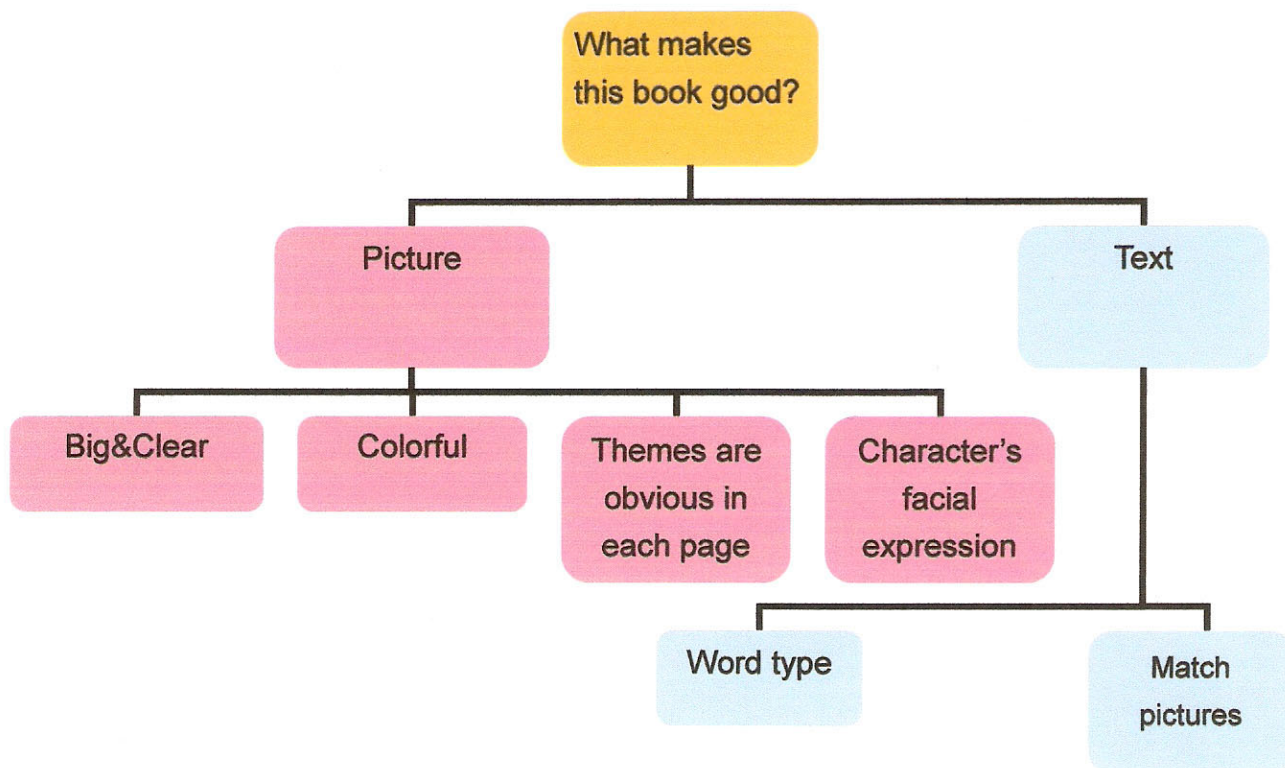 What makes
this book good?
Picture
Text
Big&Clear
Colorful
Themes are
obvious in
each page
Character’s
facial
expression
Word type
Match
pictures